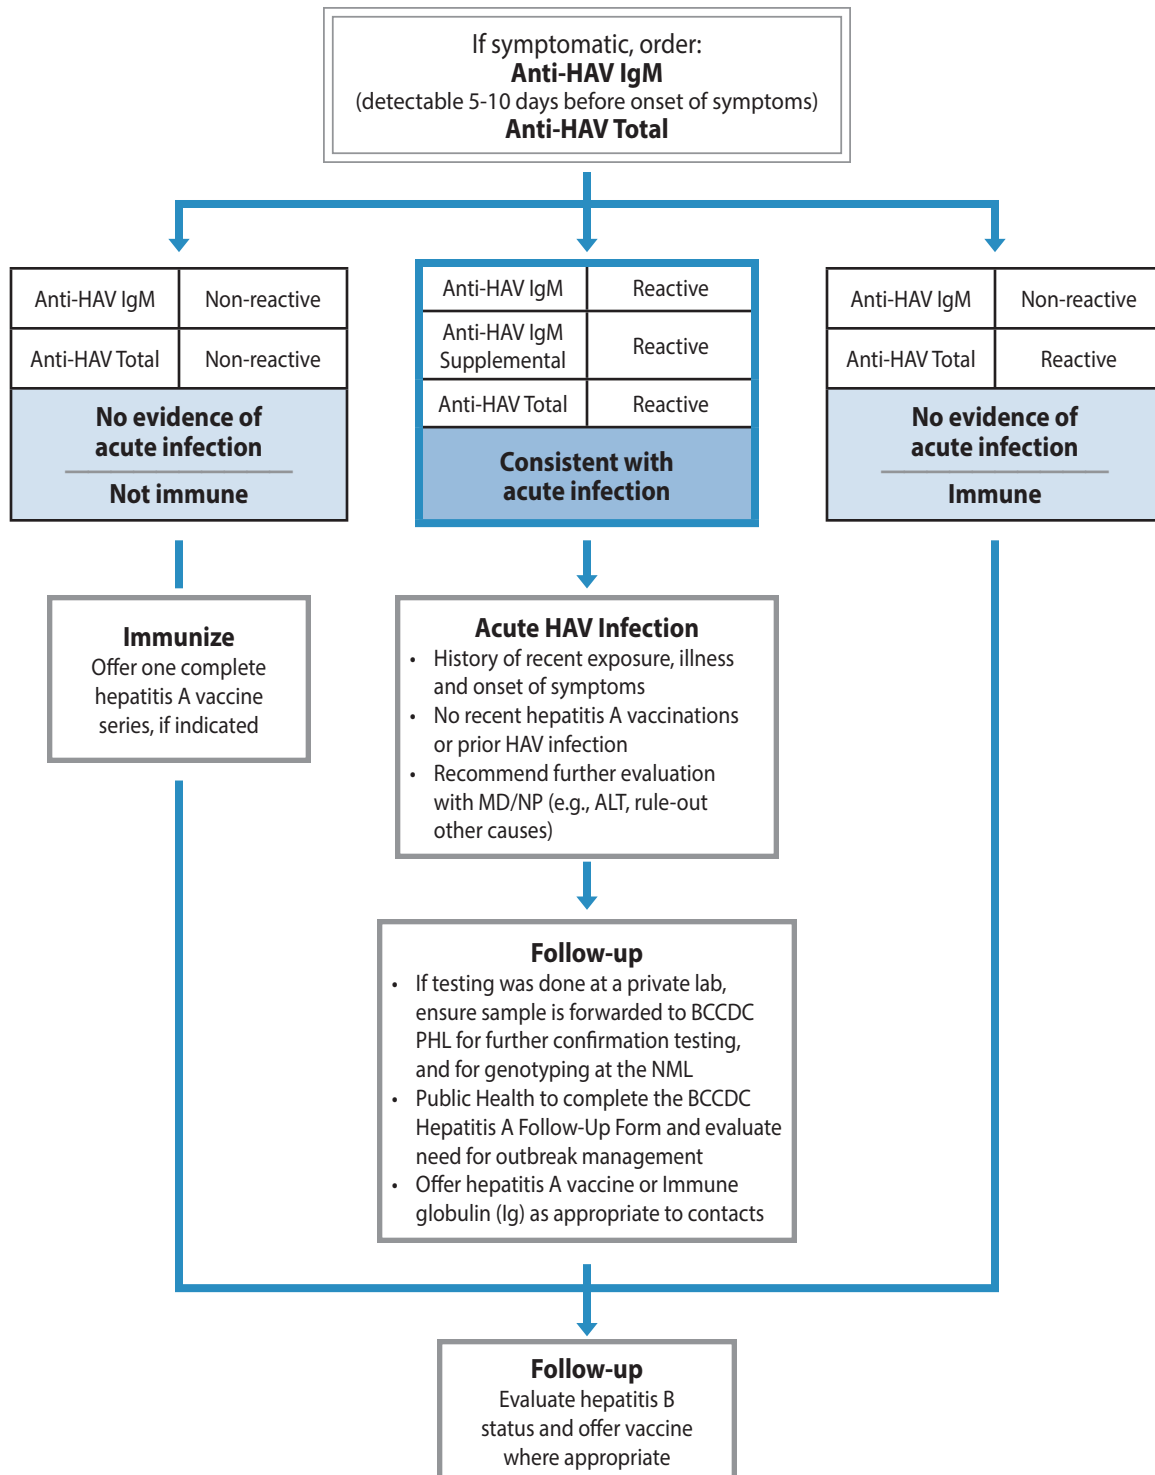 If symptomatic, order:
Anti-HAV IgM
(detectable 5-10 days before onset of symptoms)
Anti-HAV Total
Anti-HAV IgM Non-reactive
Anti-HAV Total Non-reactive
No evidence of
acute infection
Not immune
Anti-HAV IgM Reactive
Anti-HAV IgM
Supplemental Reactive
Anti-HAV Total Reactive
Consistent with
acute infection
Anti-HAV IgM Non-reactive
Anti-HAV Total Reactive
No evidence of
acute infection
Immune
Immunize
Offer one complete
hepatitis A vaccine
series, if indicated
Acute HAV Infection
• History of recent exposure, illness
and onset of symptoms
• No recent hepatitis A vaccinations
or prior HAV infection
• Recommend further evaluation
with MD/NP (e.g., ALT, rule-out
other causes)
Follow-up
• If testing was done at a private lab,
ensure sample is forwarded to BCCDC
PHL for further confirmation testing,
and for genotyping at the NML
• Public Health to complete the BCCDC
Hepatitis A Follow-Up Form and evaluate
need for outbreak management
• Offer hepatitis A vaccine or Immune
globulin (Ig) as appropriate to contacts
Follow-up
Evaluate hepatitis B
status and offer vaccine
where appropriate